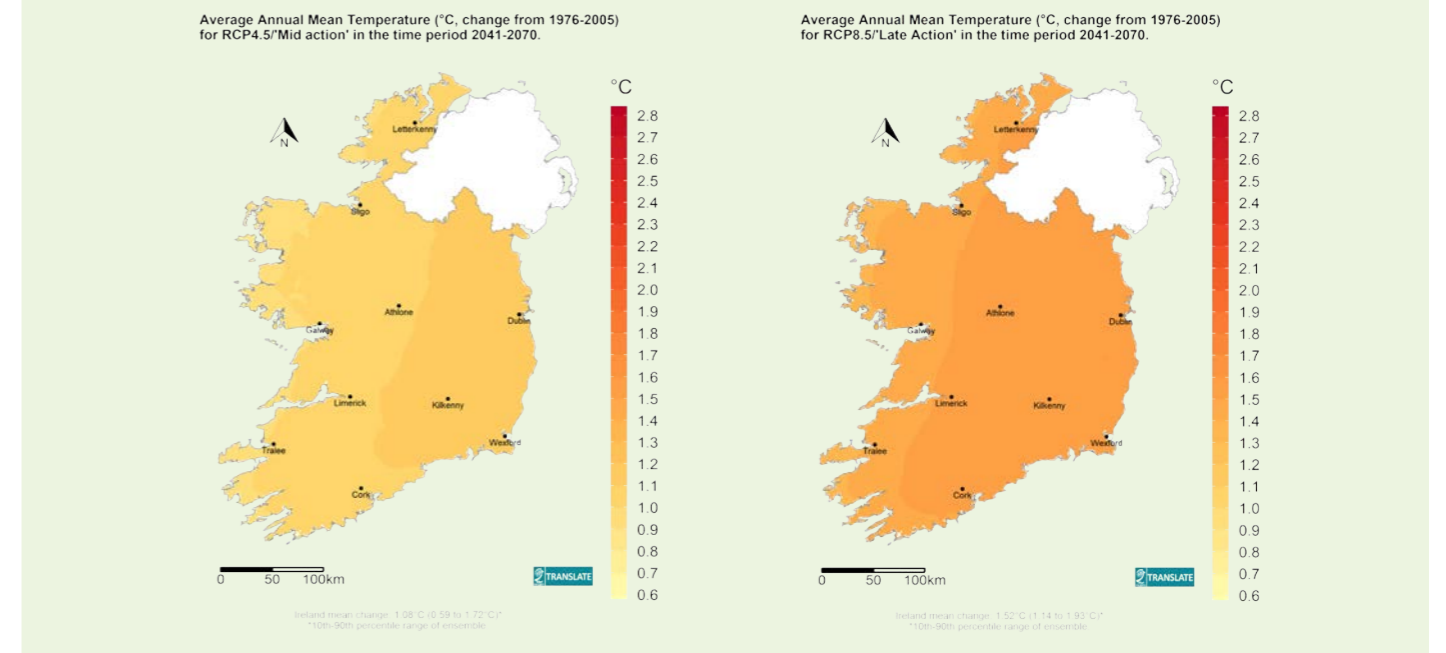 Average Annual Mean Temperature (°C, change from 1976-2005)
for RCP4.5/'Mid action' in the time period 2041-2070.
°C
2.8
2.7
2.6
2.5
2.4
2.3
2.2
2.1
2.0
1.9
1.8
1.7
1.6
1.5
1.4
1.3
1.2
1.1
1.0
0.9
0.8
0.7
0.6
N
Letterkenny
Sligo
Athlone
Galway
Dublin
Limerick
Kilkenny
Wexford
Tralee
Cork
0 50 100km
TRANSLATE
Ireland mean change: 1.08°C (0.59 to 1.72°C)*
*10th-90th percentile range of ensemble
Average Annual Mean Temperature (°C, change from 1976-2005)
for RCP8.5/'Late Action' in the time period 2041-2070.
°C
2.8
2.7
2.6
2.5
2.4
2.3
2.2
2.1
2.0
1.9
1.8
1.7
1.6
1.5
1.4
1.3
1.2
1.1
1.0
0.9
0.8
0.7
0.6
N
Letterkenny
Sligo
Athlone
Galway
Dublin
Limerick
Kilkenny
Wexford
Tralee
Cork
0 50 100km
TRANSLATE
Ireland mean change: 1.52°C (1.14 to 1.93°C)*
*10th-90th percentile range of ensemble